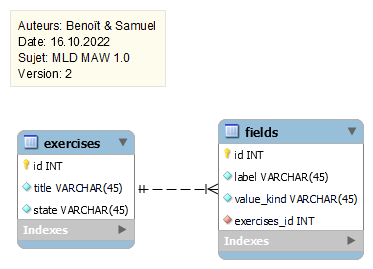 Auteurs: Benoît & Samuel
Date: 16.10.2022
Sujet: MLD MAW 1.0
Version: 2
exercises
id INT
title VARCHAR(45)
state VARCHAR(45)
Indexes
fields
id INT
label VARCHAR(45)
value_kind VARCHAR(45)
exercises_id INT
Indexes